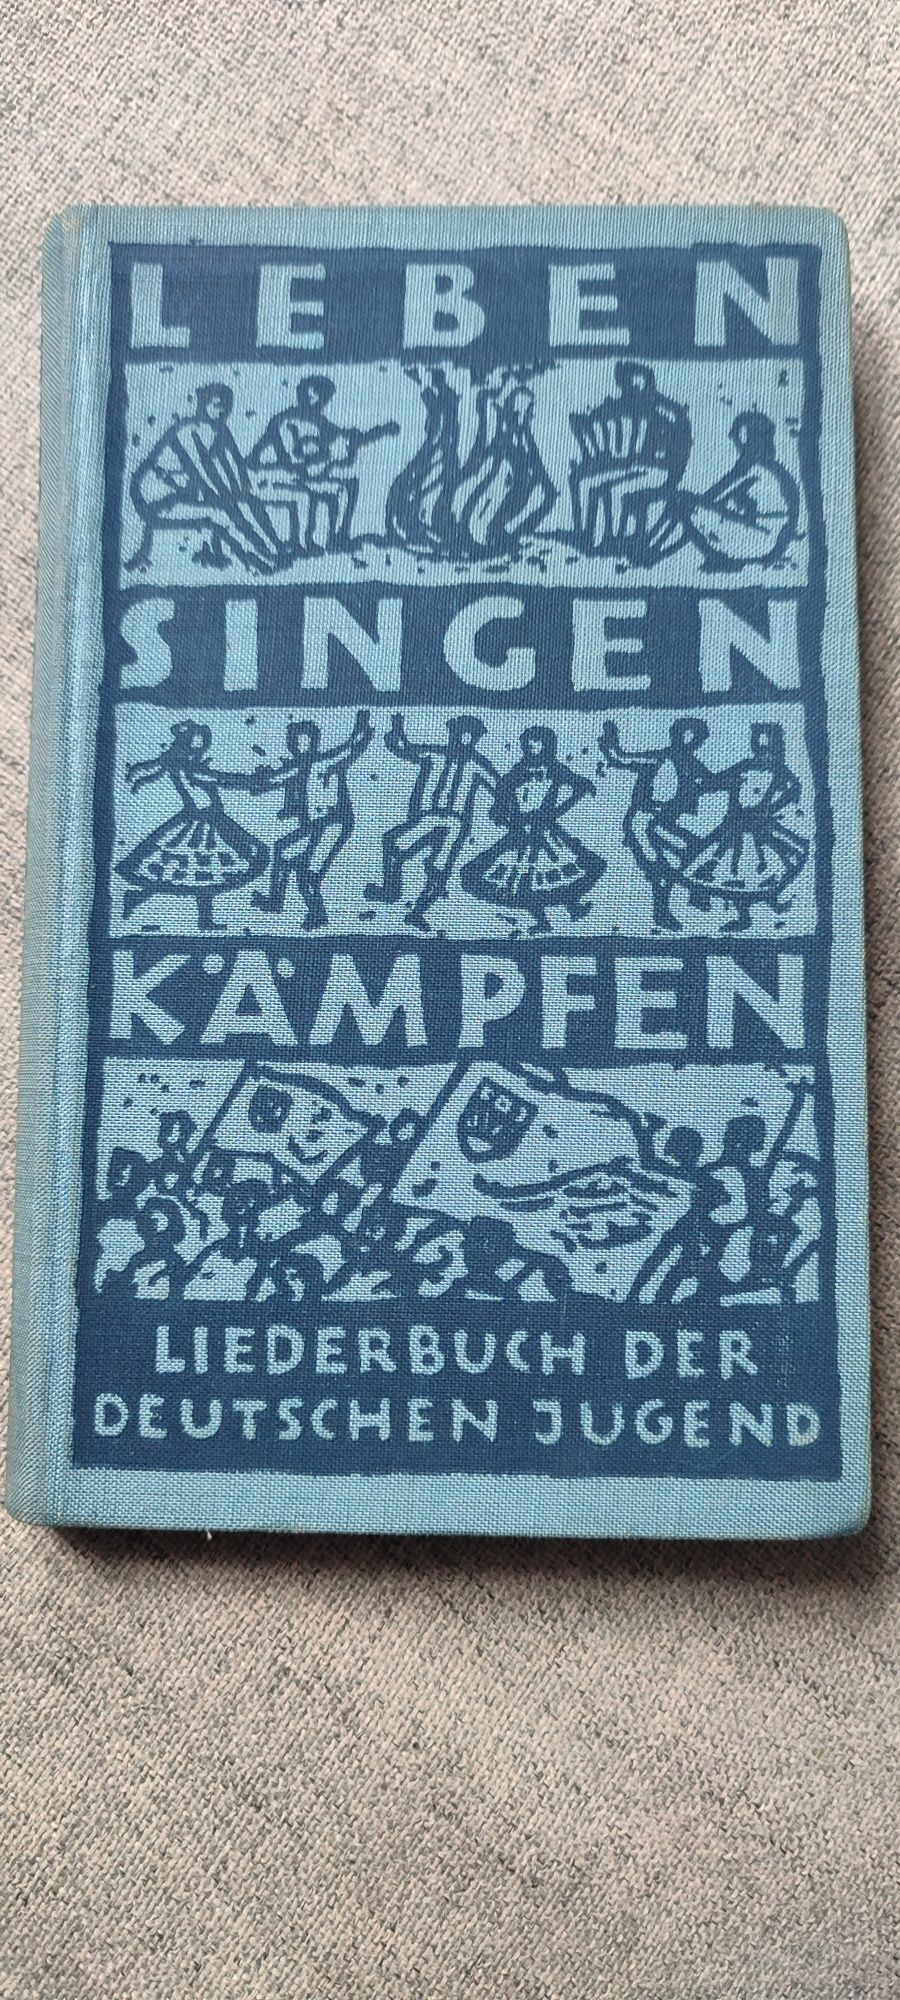 LEBEN
SINGEN
KÄMPFEN
LIEDERBUCH DER
DEUTSCHEN JUGEND